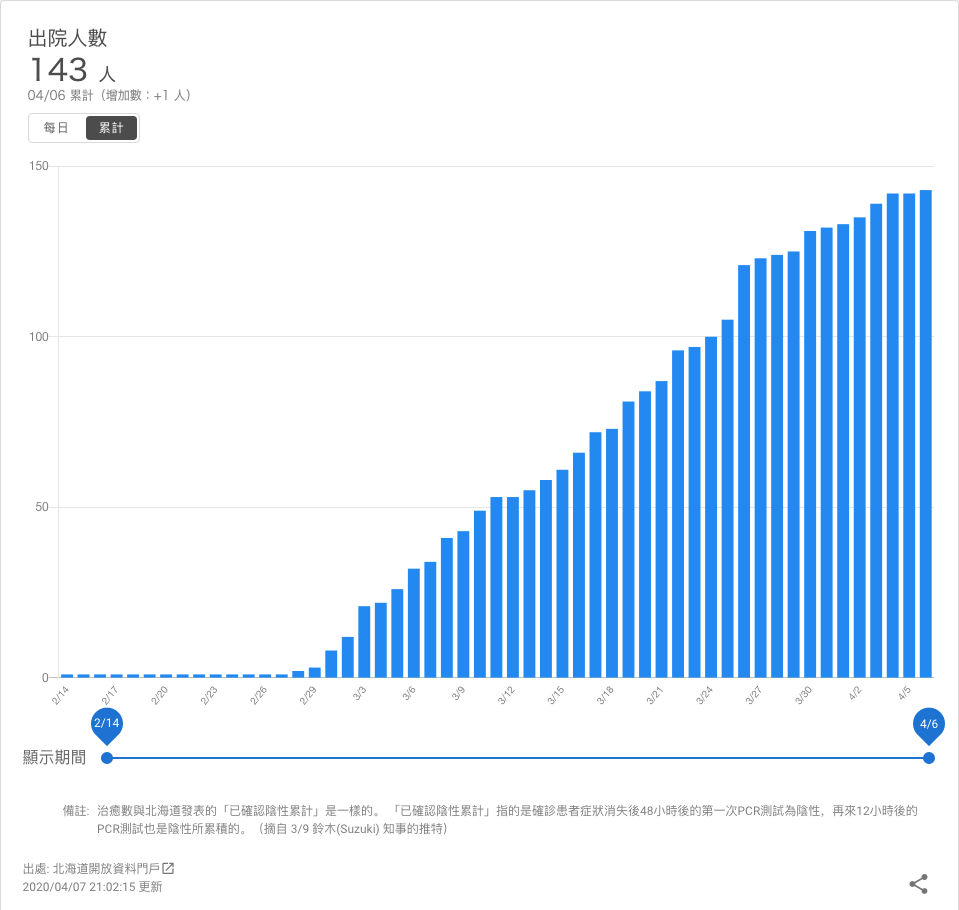 出院人數
143 人
04/06 累計（增加數：+1 人）
每日 累計
150
100
50
0
2/14 2/17 2/20 2/23 2/26 2/29 3/3 3/6 3/9 3/12 3/15 3/18 3/21 3/24 3/27 3/30 4/2 4/5
2/14 4/6
顯示期間
備註: 治癒數與北海道發表的「已確認陰性累計」是一樣的。 「已確認陰性累計」指的是確診患者症狀消失後48小時後的第一次PCR測試為陰性，再來12小時後的
PCR測試也是陰性所累積的。（摘自 3/9 鈴木(Suzuki) 知事的推特）
出處: 北海道開放資料門戶
2020/04/07 21:02:15 更新